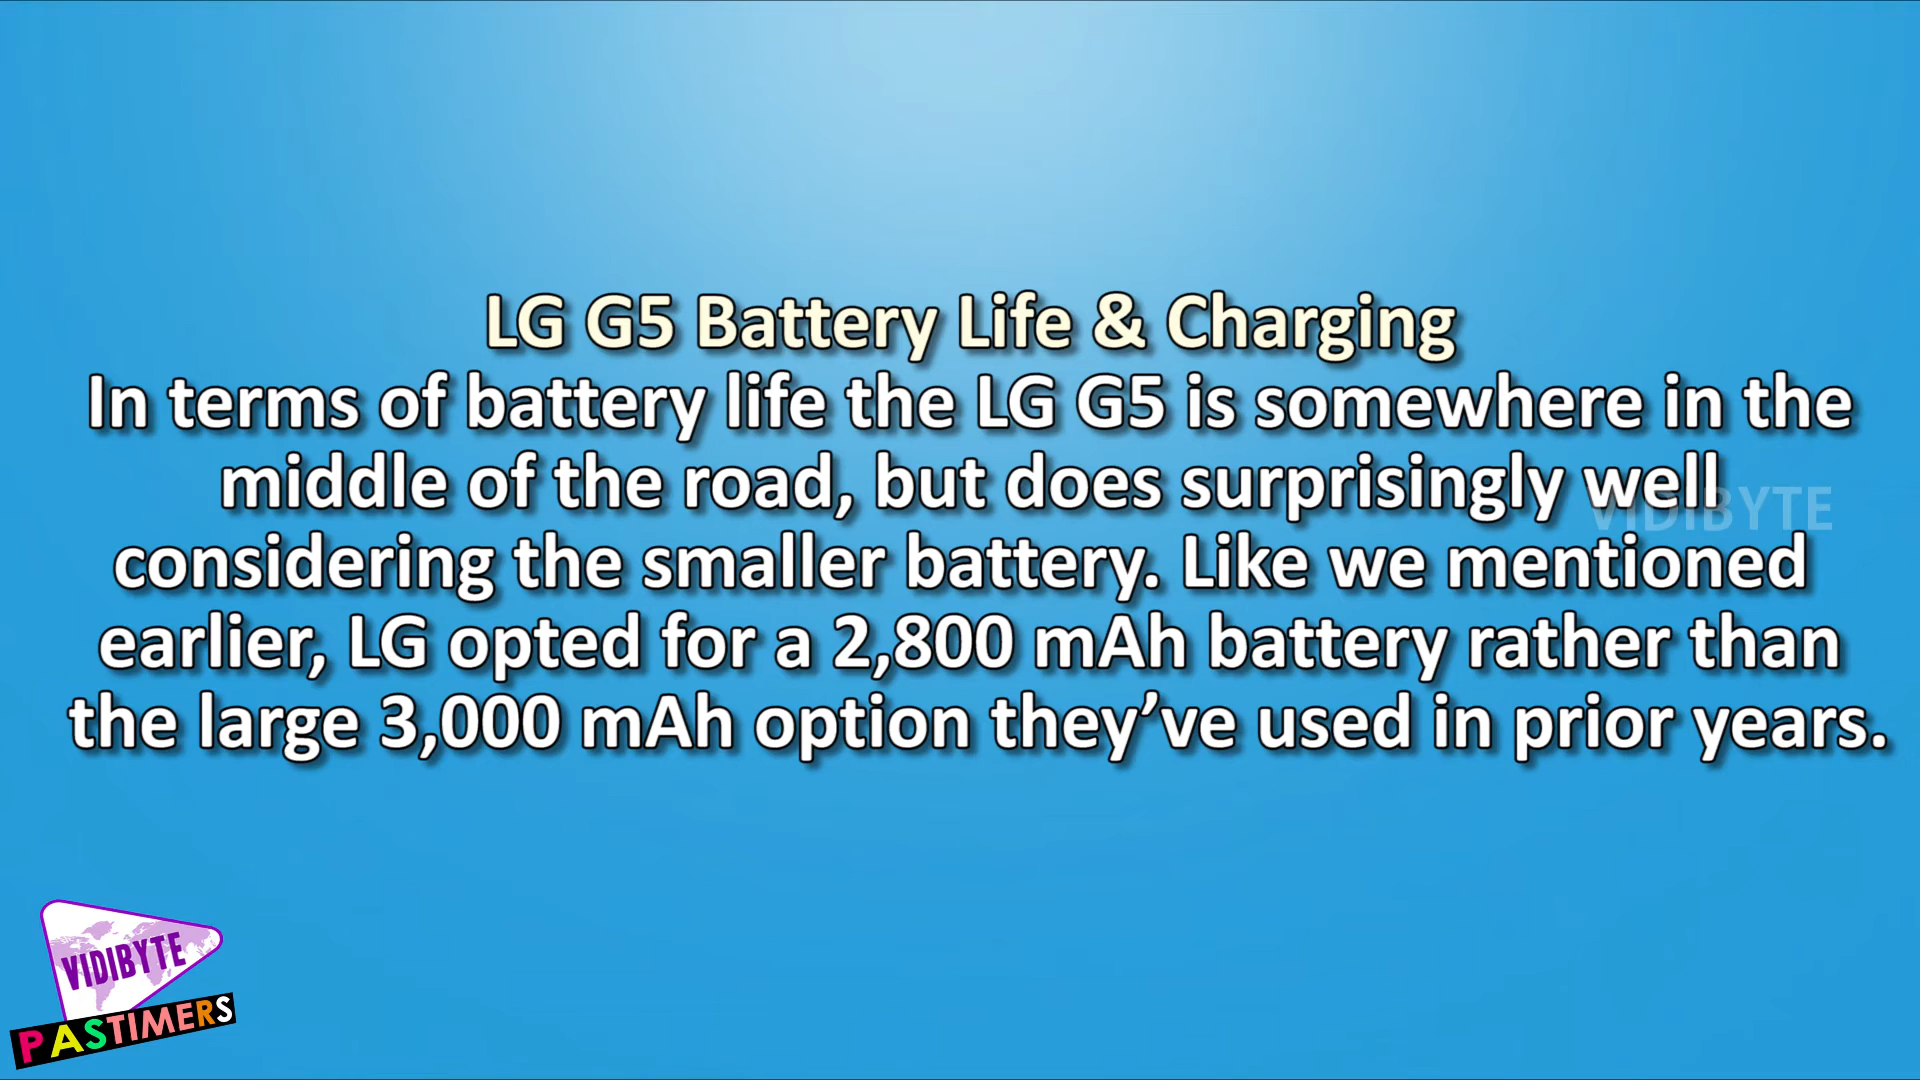 LG G5 Battery Life & Charging
In terms of battery life the LG G5 is somewhere in the
middle of the road, but does surprisingly well
VIDIBYTE
considering the smaller battery. Like we mentioned
earlier, LG opted for a 2,800 mAh battery rather than
the large 3,000 mAh option they’ve used in prior years.
VIDIBYTE
PASTIMERS